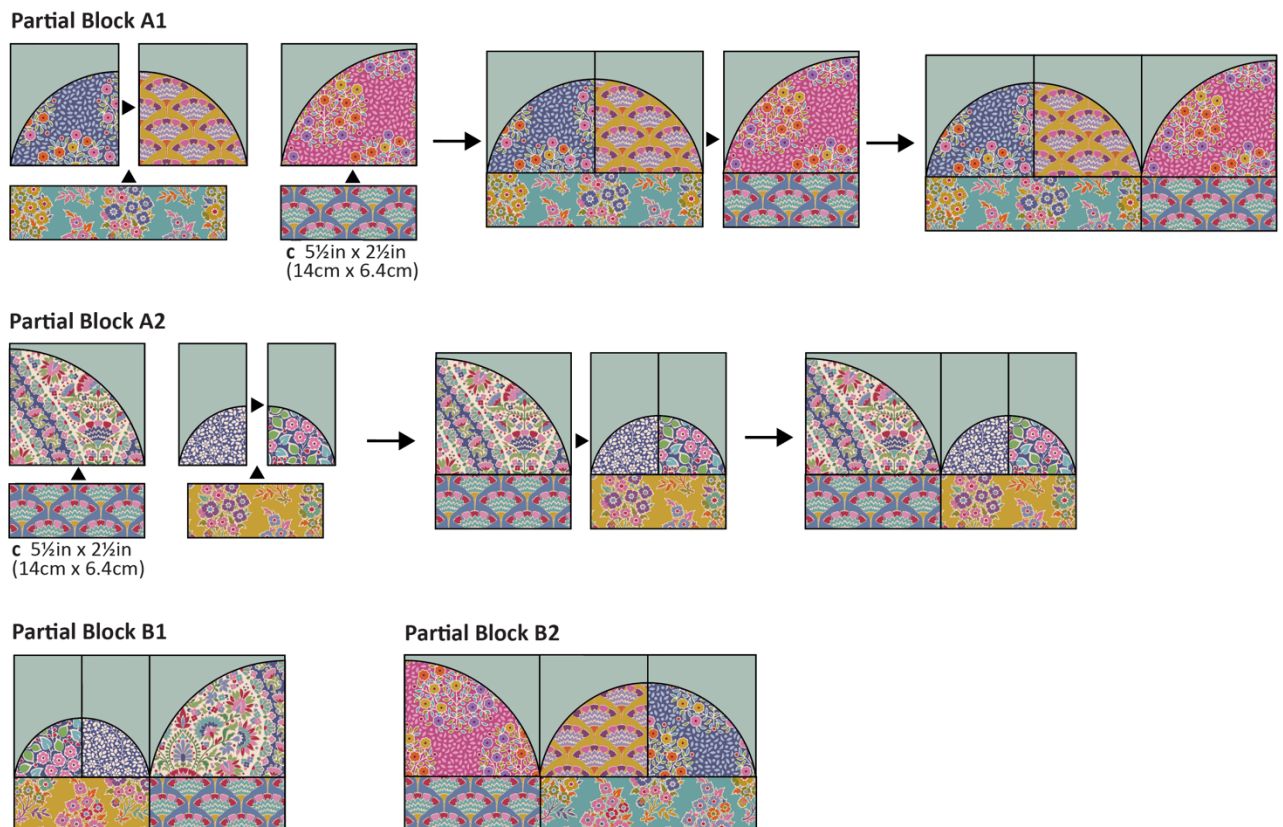 Partial Block A1
c 5½in x 2½in
(14cm x 6.4cm)
Partial Block A2
c 5½in x 2½in
(14cm x 6.4cm)
Partial Block B1
Partial Block B2